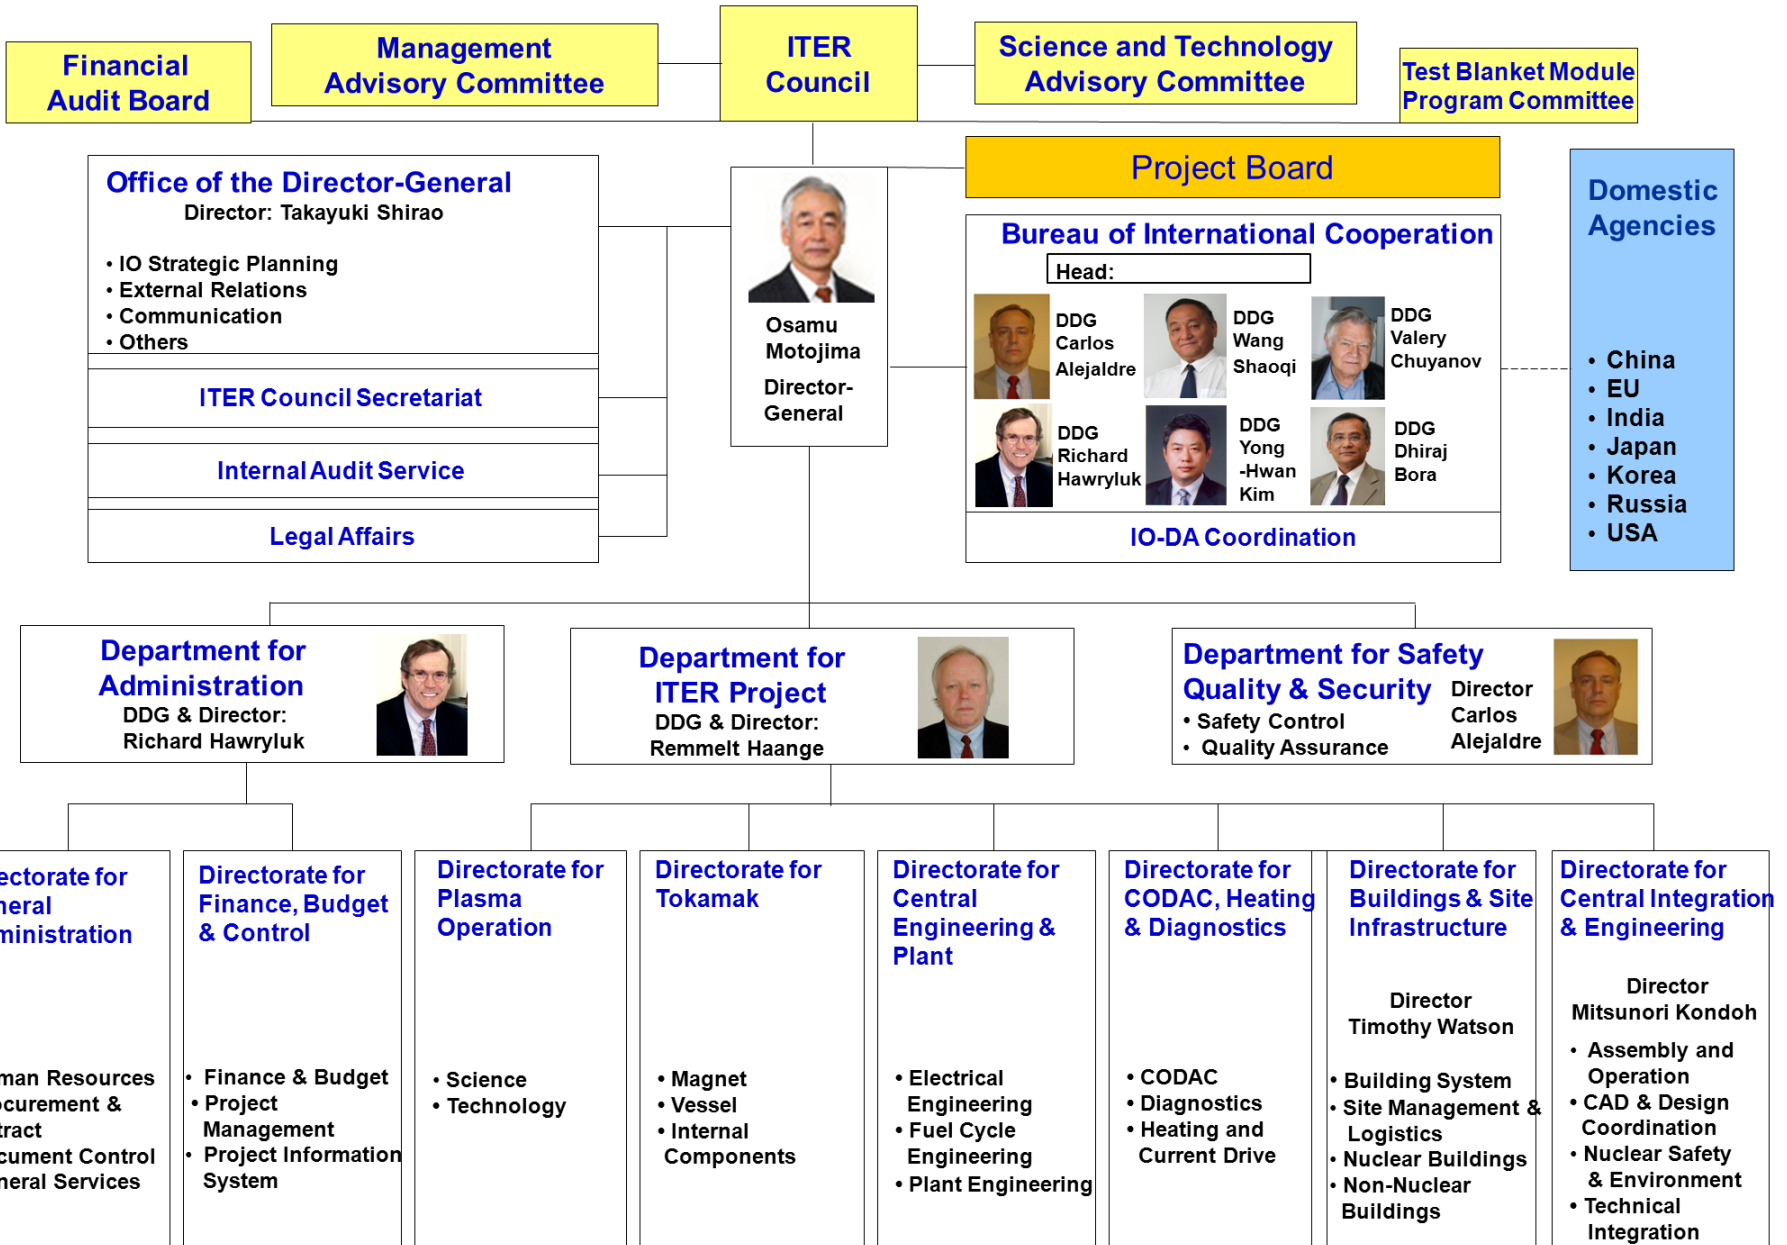 Financial
Audit Board
Management
Advisory Committee
ITER
Council
Science and Technology
Advisory Committee
Test Blanket Module
Program Committee
Office of the Director-General
Director: Takayuki Shirao
• IO Strategic Planning
• External Relations
• Communication
• Others
ITER Council Secretariat
Internal Audit Service
Legal Affairs
Osamu
Motojima
Director-
General
Project Board
Bureau of International Cooperation
Head:
DDG
Carlos
Alejaldre
DDG
Wang
Shaoqi
DDG
Valery
Chuyanov
DDG
Richard
Hawryluk
DDG
Yong
-Hwan
Kim
DDG
Dhiraj
Bora
IO-DA Coordination
Domestic
Agencies
• China
• EU
• India
• Japan
• Korea
• Russia
• USA
Department for
Administration
DDG & Director:
Richard Hawryluk
Department for
ITER Project
DDG & Director:
Remmelt Haange
Department for Safety
Quality & Security
• Safety Control
• Quality Assurance
Director
Carlos
Alejaldre
ectorate for
neral
ministration
man Resources
ocurement &
tract
cument Control
neral Services
Directorate for
Finance, Budget
& Control
• Finance & Budget
• Project
Management
• Project Information
System
Directorate for
Plasma
Operation
• Science
• Technology
Directorate for
Tokamak
• Magnet
• Vessel
• Internal
Components
Directorate for
Central
Engineering &
Plant
• Electrical
Engineering
• Fuel Cycle
Engineering
• Plant Engineering
Directorate for
CODAC, Heating
& Diagnostics
• CODAC
• Diagnostics
• Heating and
Current Drive
Directorate for
Buildings & Site
Infrastructure
Director
Timothy Watson
• Building System
• Site Management &
Logistics
• Nuclear Buildings
• Non-Nuclear
Buildings
Directorate for
Central Integration
& Engineering
Director
Mitsunori Kondoh
• Assembly and
Operation
• CAD & Design
Coordination
• Nuclear Safety
& Environment
• Technical
Integration